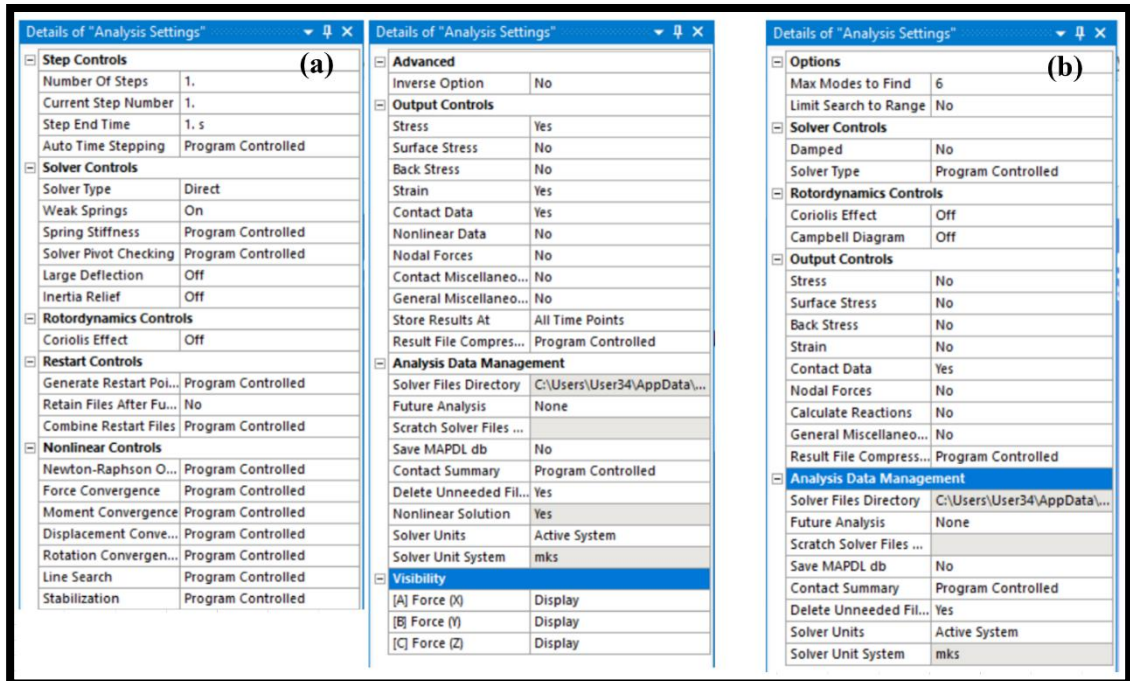 Details of "Analysis Settings"
(a)
Step Controls
Number Of Steps 1.
Current Step Number 1.
Step End Time 1. s
Auto Time Stepping Program Controlled
Solver Controls
Solver Type Direct
Weak Springs On
Spring Stiffness Program Controlled
Solver Pivot Checking Program Controlled
Large Deflection Off
Inertia Relief Off
Rotordynamics Controls
Coriolis Effect Off
Restart Controls
Generate Restart Poi... Program Controlled
Retain Files After Fu... No
Combine Restart Files Program Controlled
Nonlinear Controls
Newton-Raphson O... Program Controlled
Force Convergence Program Controlled
Moment Convergence Program Controlled
Displacement Conve... Program Controlled
Rotation Convergen... Program Controlled
Line Search Program Controlled
Stabilization Program Controlled
Details of "Analysis Settings"
Advanced
Inverse Option No
Output Controls
Stress Yes
Surface Stress No
Back Stress No
Strain Yes
Contact Data Yes
Nonlinear Data No
Nodal Forces No
Contact Miscellaneo... No
General Miscellaneo... No
Store Results At All Time Points
Result File Compres... Program Controlled
Analysis Data Management
Solver Files Directory C:\Users\User34\AppData\...
Future Analysis None
Scratch Solver Files ...
Save MAPDL db No
Contact Summary Program Controlled
Delete Unneeded Fil... Yes
Nonlinear Solution Yes
Solver Units Active System
Solver Unit System mks
Visibility
[A] Force (X) Display
[B] Force (Y) Display
[C] Force (Z) Display
Details of "Analysis Settings"
(b)
Options
Max Modes to Find 6
Limit Search to Range No
Solver Controls
Damped No
Solver Type Program Controlled
Rotordynamics Controls
Coriolis Effect Off
Campbell Diagram Off
Output Controls
Stress No
Surface Stress No
Back Stress No
Strain No
Contact Data Yes
Nodal Forces No
Calculate Reactions No
General Miscellaneo... No
Result File Compress... Program Controlled
Analysis Data Management
Solver Files Directory C:\Users\User34\AppData\...
Future Analysis None
Scratch Solver Files ...
Save MAPDL db No
Contact Summary Program Controlled
Delete Unneeded Fil... Yes
Solver Units Active System
Solver Unit System mks